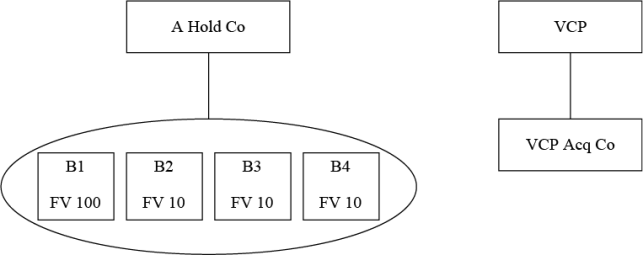 A Hold Co
VCP
VCP Acq Co
B1
FV 100
B2
FV 10
B3
FV 10
B4
FV 10